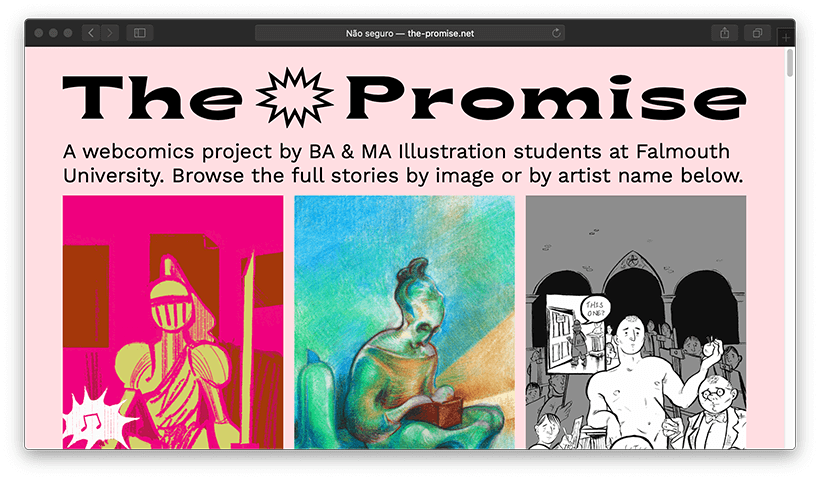 Não seguro — the-promise.net
The Promise
A webcomics project by BA & MA Illustration students at Falmouth
University. Browse the full stories by image or by artist name below.
THIS
ONE?